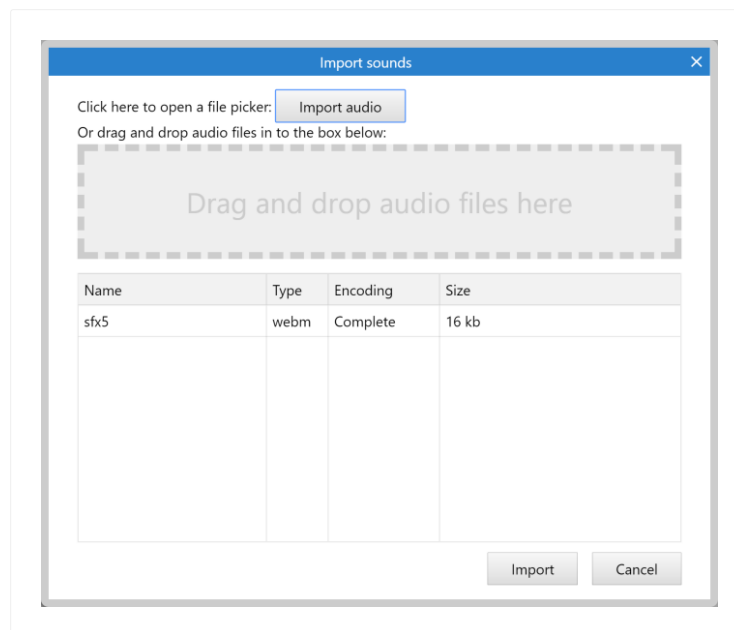 Import sounds
Click here to open a file picker: Import audio
Or drag and drop audio files in to the box below:
Drag and drop audio files here
Name Type Encoding Size
sfx5 webm Complete 16 kb
Import Cancel